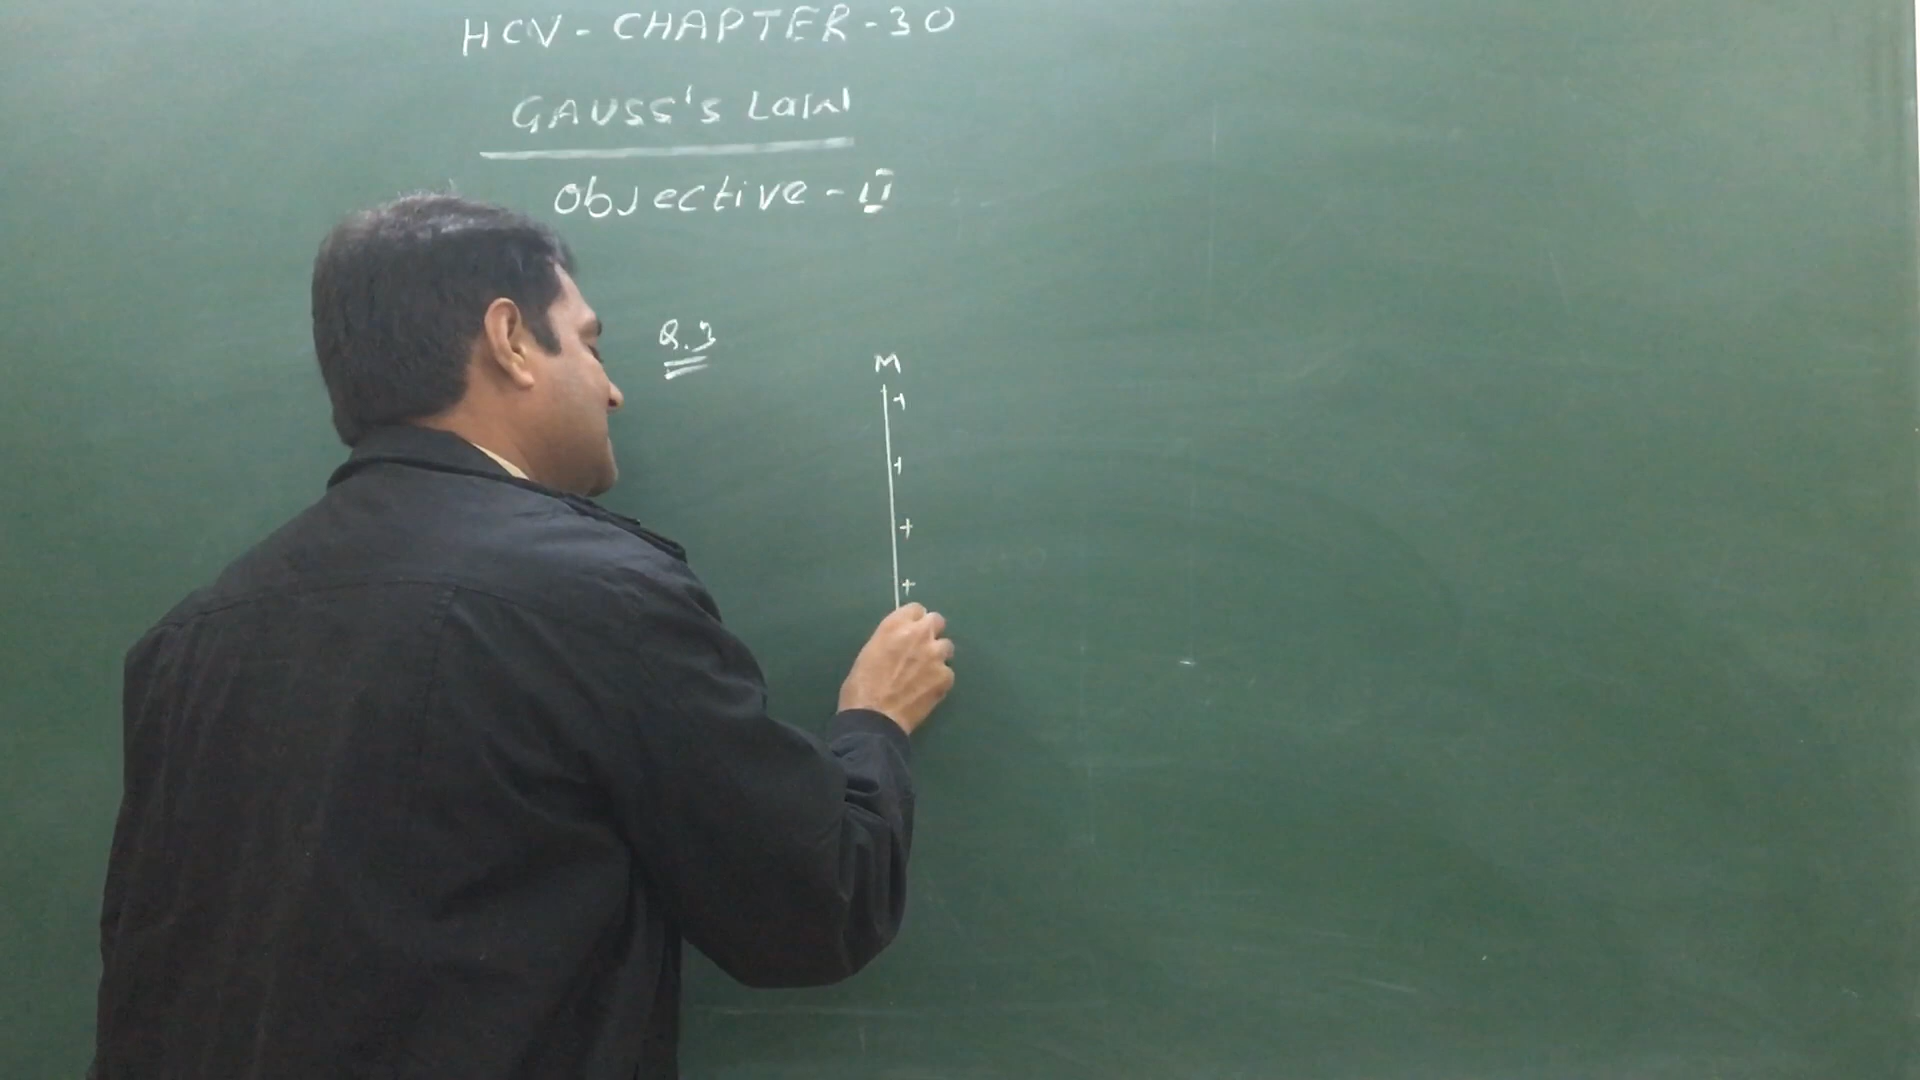 HCV - CHAPTER - 30
GAUSS's Law
Objective - II
Q.3
M
+
+
+
+